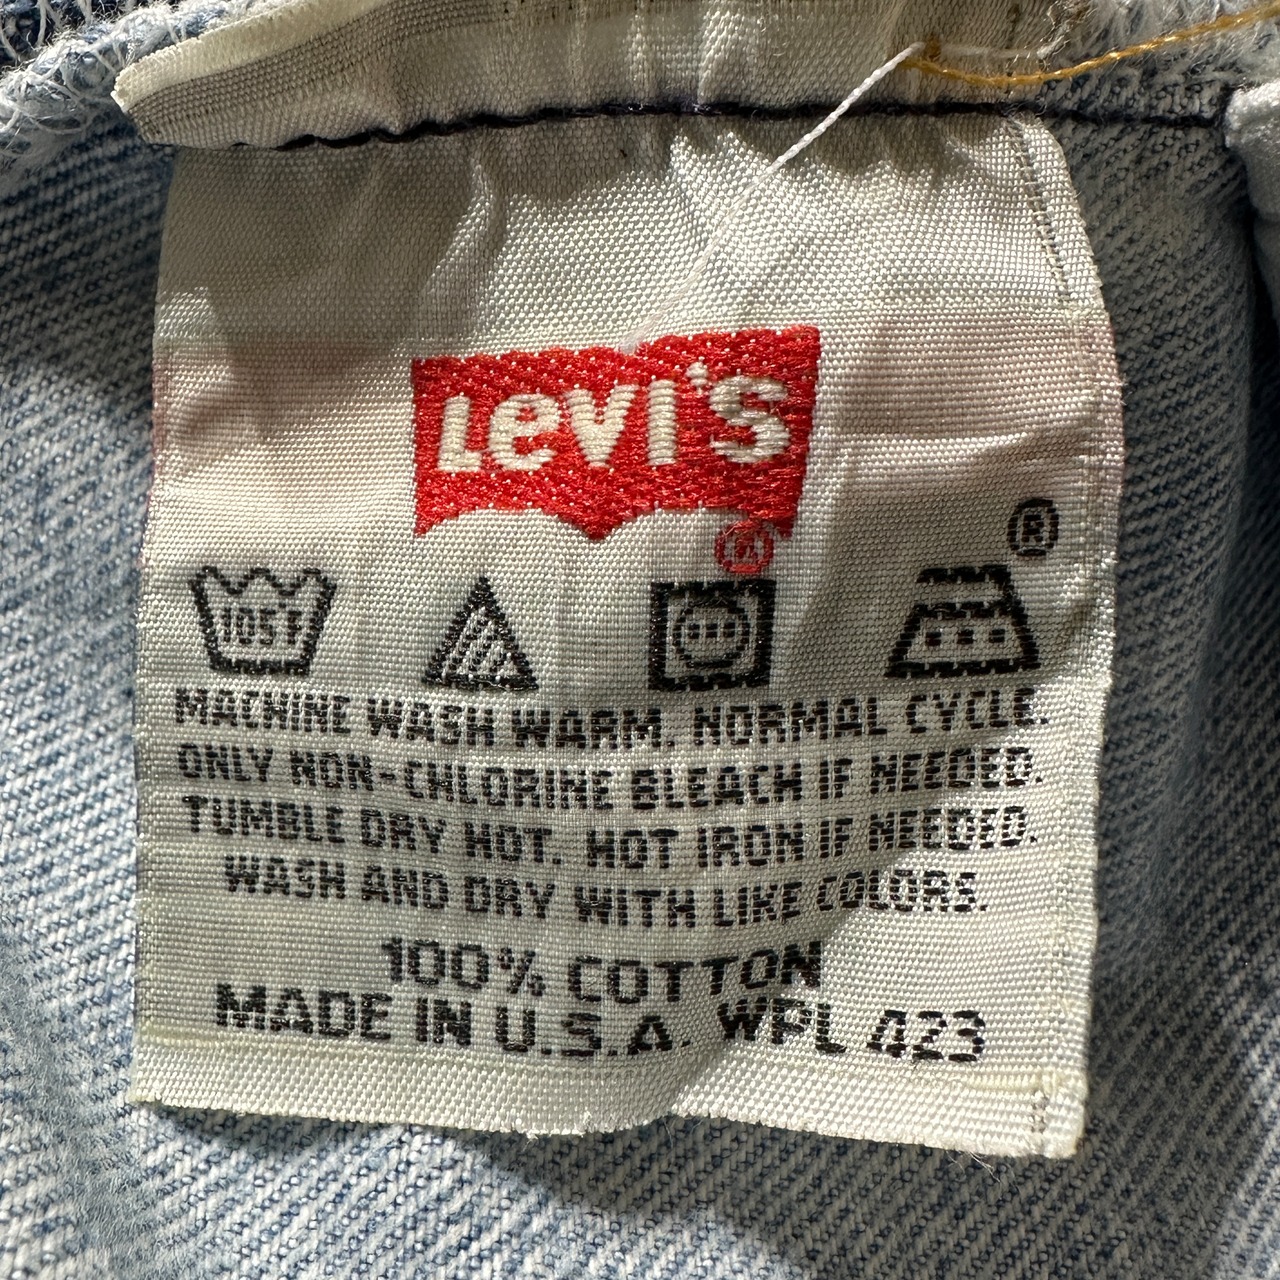 Levi's
®
®
105F
MACHINE WASH WARM. NORMAL CYCLE.
ONLY NON-CHLORINE BLEACH IF NEEDED.
TUMBLE DRY HOT. HOT IRON IF NEEDED.
WASH AND DRY WITH LIKE COLORS.
100% COTTON
MADE IN U.S.A. WPL 423